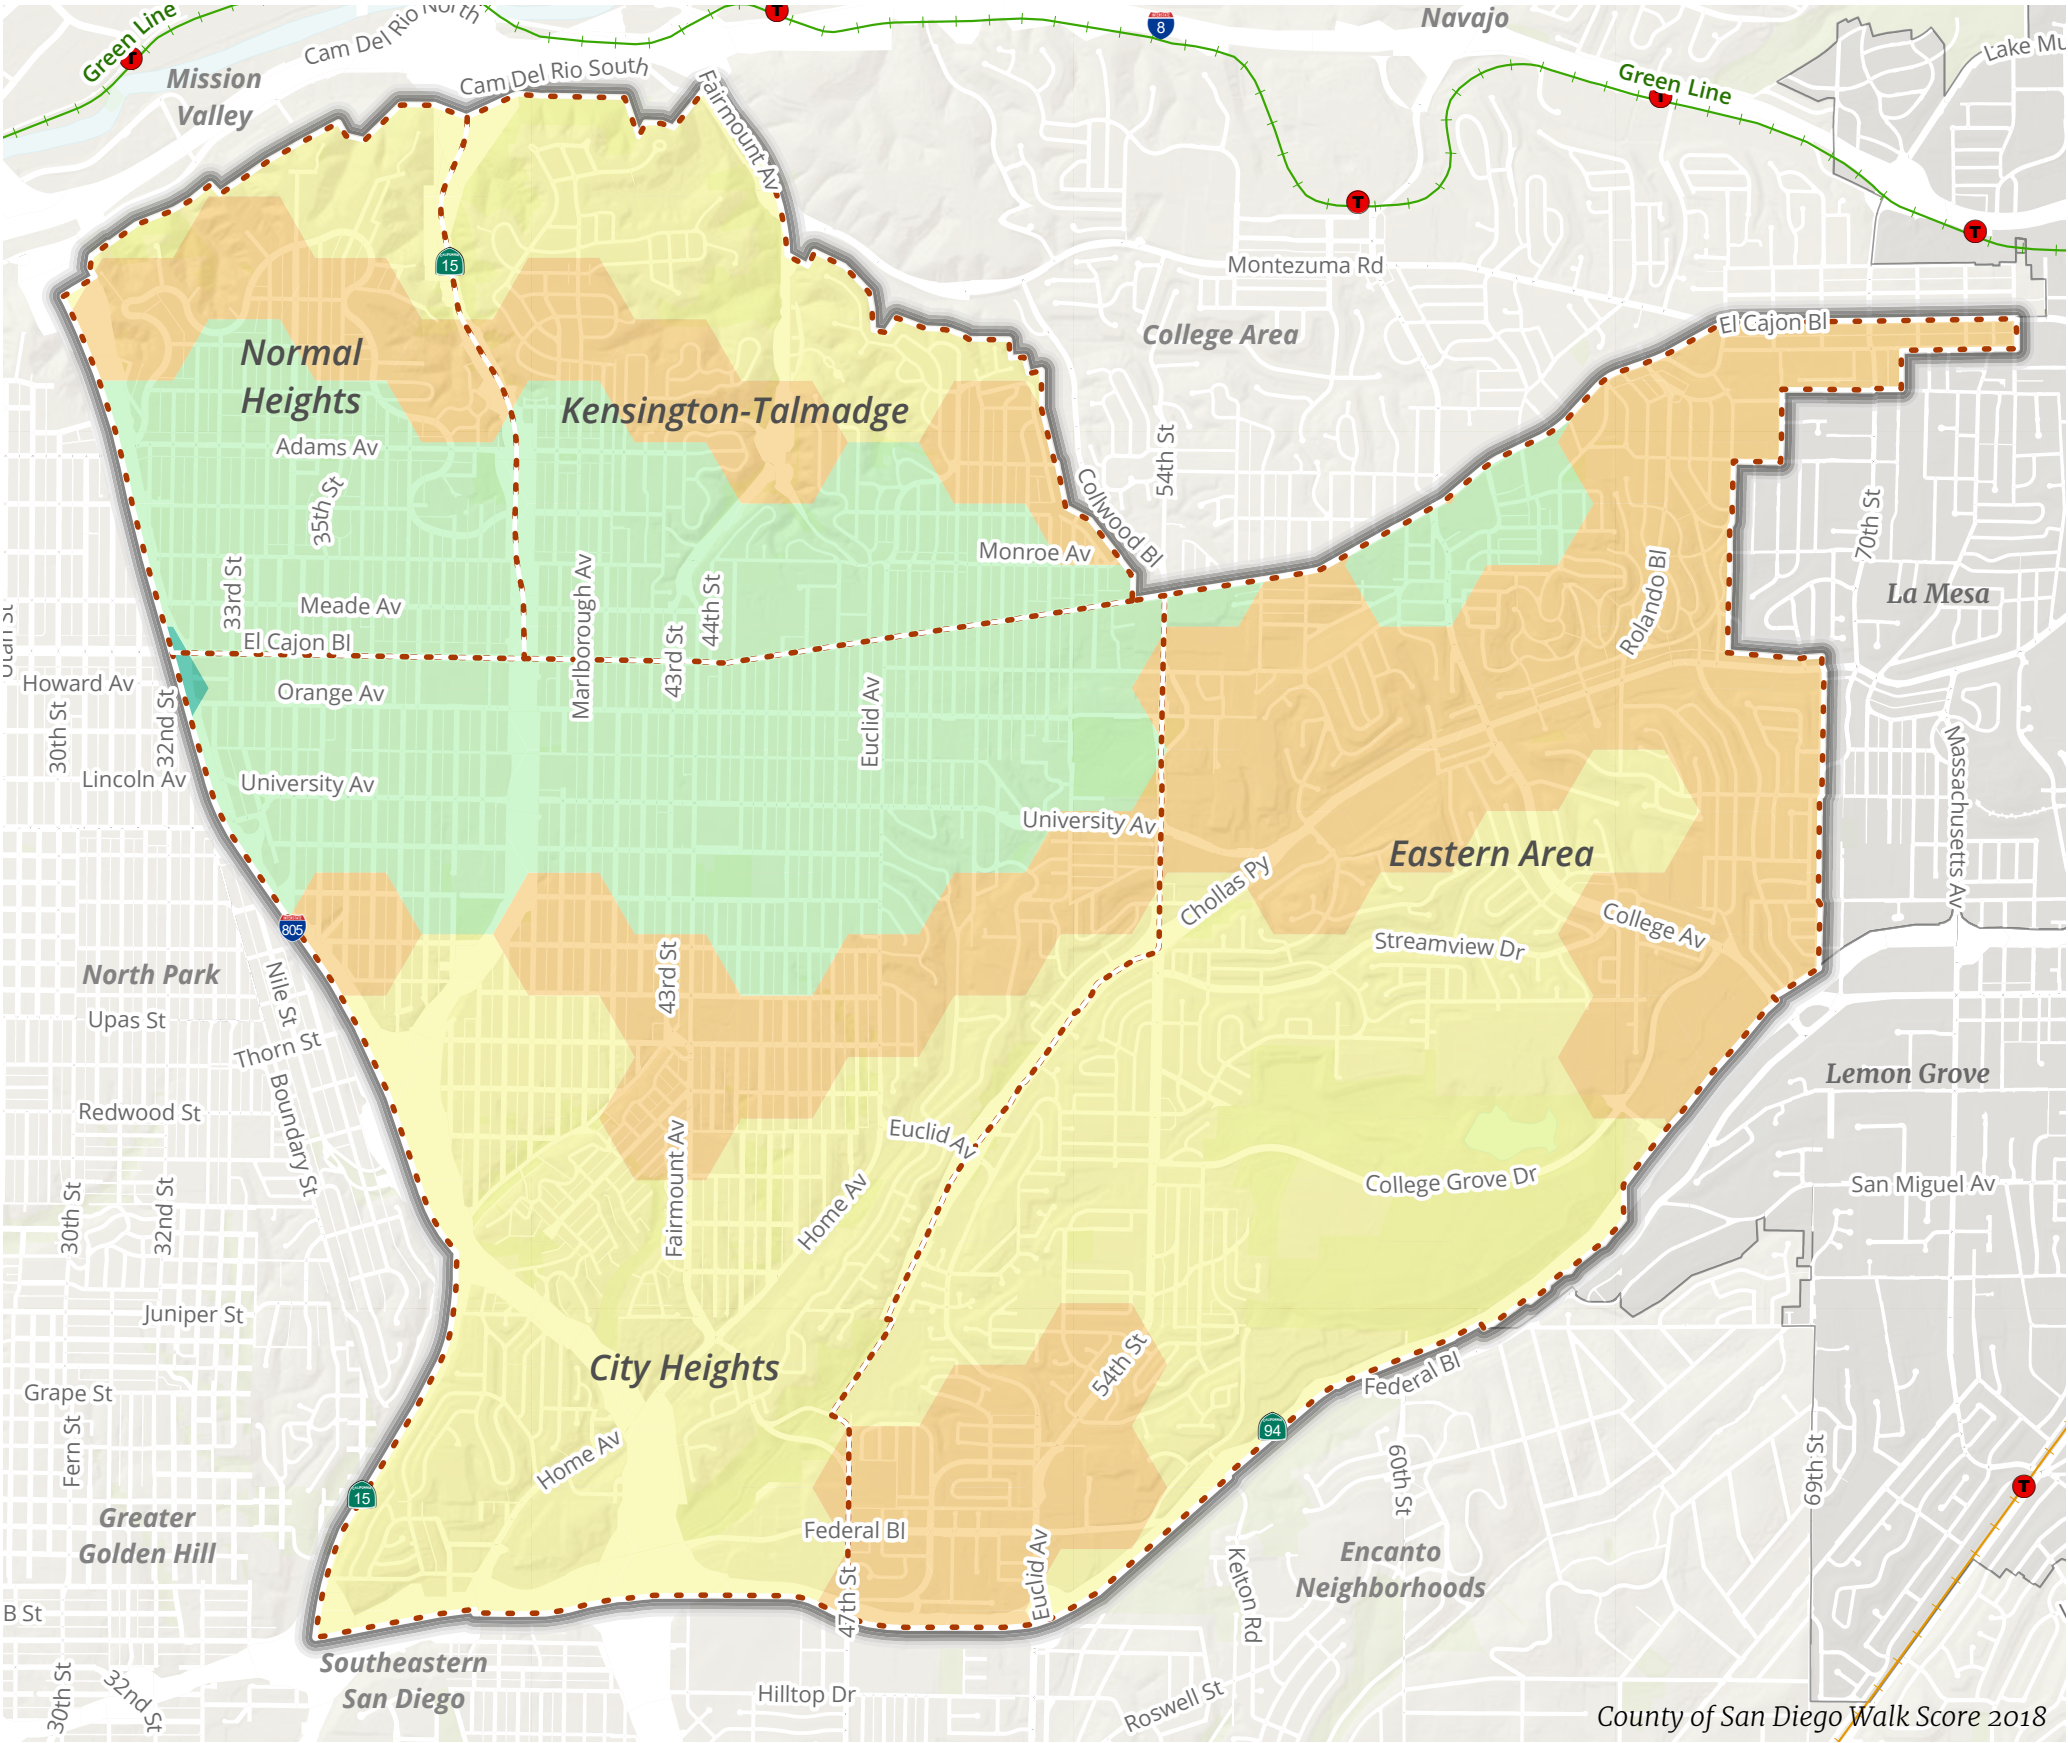 Green Line
Cam Del Rio North
8
Navajo
Mission
Valley
Cam Del Rio South
Fairmount Av
Green Line
15
Montezuma Rd
College Area
El Cajon Bl
Normal
Heights
Kensington-Talmadge
Adams Av
35th St
54th St
Collwood Bl
Monroe Av
70th St
33rd St
Meade Av
El Cajon Bl
Marlborough Av
44th St
43rd St
Rolando Bl
La Mesa
Howard Av
32nd St
30th St
Orange Av
Euclid Av
Lincoln Av
University Av
University Av
Massachusetts Av
Eastern Area
Chollas Py
College Av
Streamview Dr
805
North Park
Nile St
43rd St
Upas St
Thorn St
Boundary St
Lemon Grove
Redwood St
Euclid Av
Fairmount Av
Home Av
College Grove Dr
San Miguel Av
30th St
32nd St
Juniper St
City Heights
54th St
Federal Bl
Grape St
Fern St
94
Home Av
60th St
69th St
15
Greater
Golden Hill
Federal Bl
Euclid Av
47th St
Kelton Rd
Encanto
Neighborhoods
B St
Southeastern
San Diego
30th St
32nd St
Hilltop Dr
Roswell St
County of San Diego Walk Score 2018